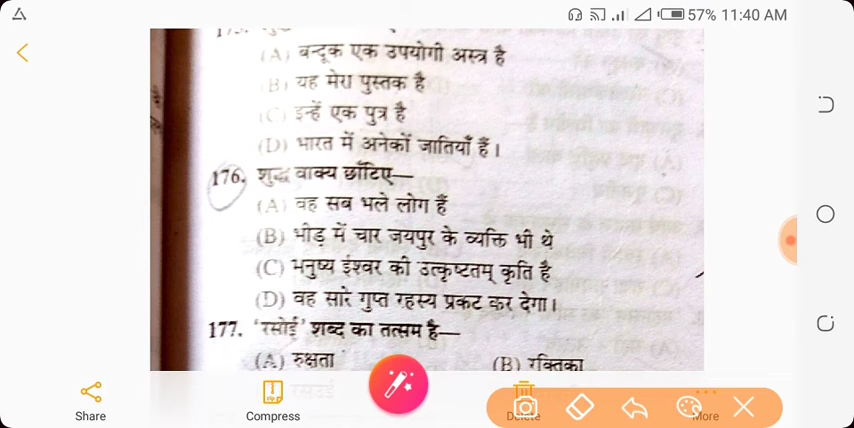 57% 11:40 AM
(A) बन्दूक एक उपयोगी अस्त्र है
(B) यह मेरा पुस्तक है
(C) इन्हें एक पुत्र है
(D) भारत में अनेकों जातियाँ हैं।
176. शुद्ध वाक्य छाँटिए—
(A) वह सब भले लोग हैं
(B) भीड़ में चार जयपुर के व्यक्ति भी थे
(C) मनुष्य ईश्वर की उत्कृष्टतम् कृति है
(D) वह सारे गुप्त रहस्य प्रकट कर देगा।
177. 'रसोई' शब्द का तत्सम है—
(A) रुक्षता (B) रक्तिका
Share Compress Delete More